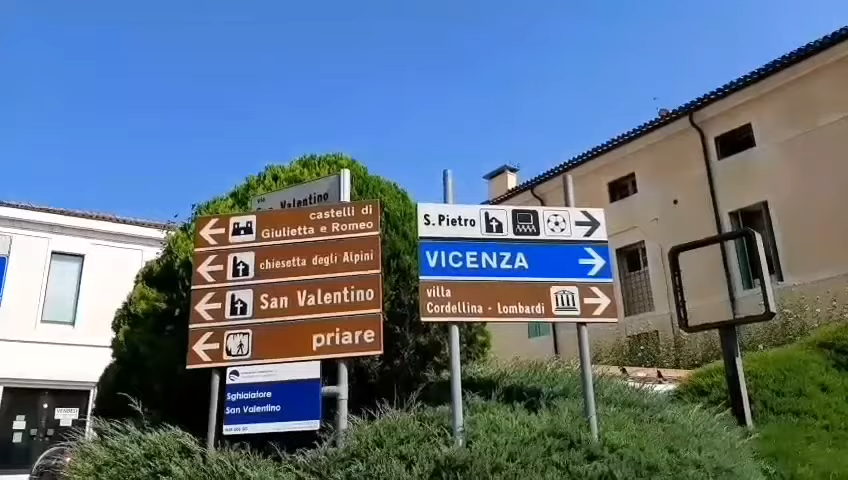 via
Valentino
castelli di
Giulietta e Romeo
chiesetta degli Alpini
San Valentino
priare
Sghiaiatore
San Valentino
S. Pietro
VICENZA
villa
Cordellina - Lombardi
VENDESI